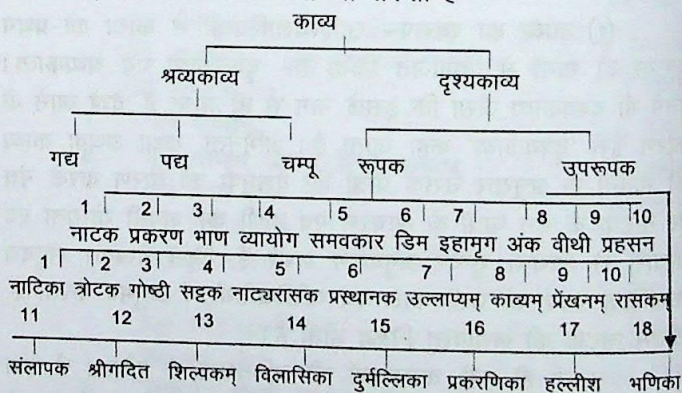 काव्य
श्रव्यकाव्य दृश्यकाव्य
गद्य पद्य चम्पू रूपक उपरूपक
1 2 3 4 5 6 7 8 9 10
नाटक प्रकरण भाण व्यायोग समवकार डिम इहामृग अंक वीथी प्रहसन
1 2 3 4 5 6 7 8 9 10
नाटिका त्रोटक गोष्ठी सट्टक नाट्यरासक प्रस्थानक उल्लाप्यम् काव्यम् प्रेंखनम् रासकम्
11 12 13 14 15 16 17 18
संलापक श्रीगदित शिल्पकम् विलासिका दुर्मल्लिका प्रकरणिका हल्लीश भणिका